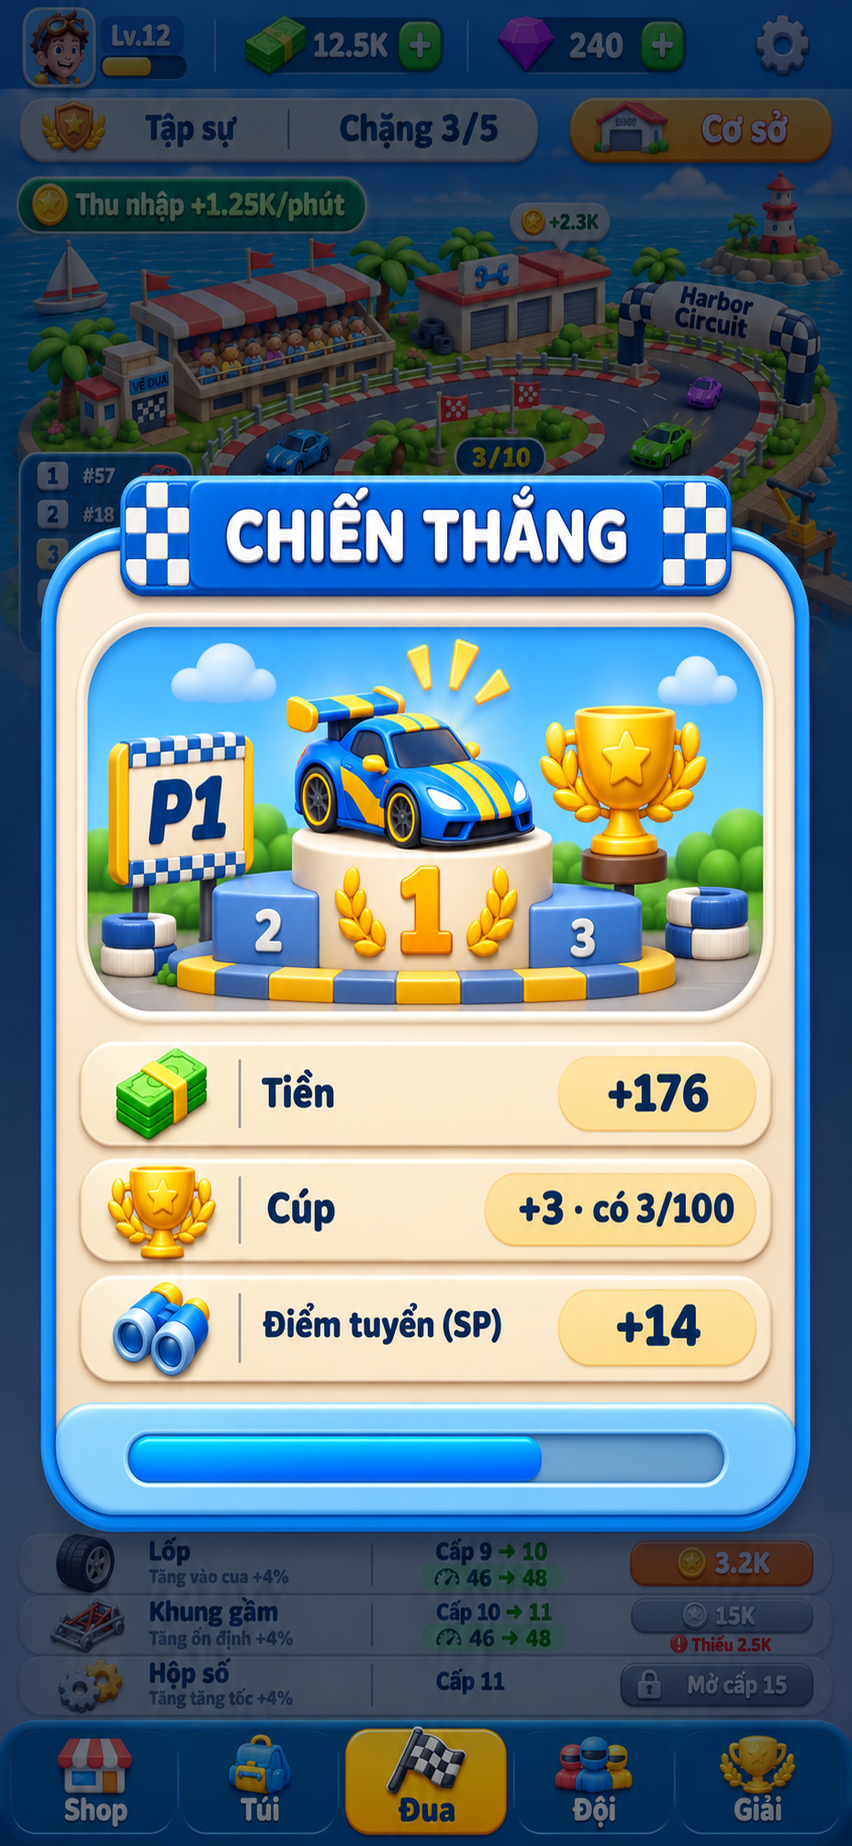 Lv.12
12.5K
240
Tập sự
Chặng 3/5
Cơ sở
Thu nhập +1.25K/phút
+2.3K
Harbor
Circuit
VÉ ĐUA
3/10
1 #57
2 #18
3
CHIẾN THẮNG
P1
1
2
3
Tiền
+176
Cúp
+3 · có 3/100
Điểm tuyển (SP)
+14
Lốp
Tăng vào cua +4%
Cấp 9 → 10
46 → 48
3.2K
Khung gầm
Tăng ổn định +4%
Cấp 10 → 11
46 → 48
15K
Thiếu 2.5K
Hộp số
Tăng tăng tốc +4%
Cấp 11
Mở cấp 15
Shop
Túi
Đua
Đội
Giải